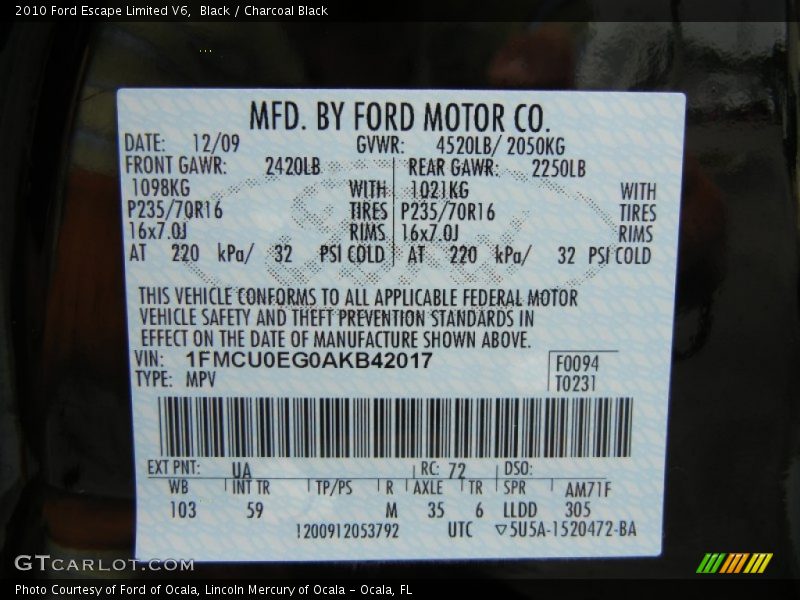 2010 Ford Escape Limited V6,  Black / Charcoal Black
MFD. BY FORD MOTOR CO.
DATE: 12/09 GVWR: 4520LB/ 2050KG
FRONT GAWR: 2420LB REAR GAWR: 2250LB
1098KG WITH 1021KG WITH
P235/70R16 TIRES P235/70R16 TIRES
16x7.0J RIMS 16x7.0J RIMS
AT 220 kPa/ 32 PSI COLD AT 220 kPa/ 32 PSI COLD
THIS VEHICLE CONFORMS TO ALL APPLICABLE FEDERAL MOTOR
VEHICLE SAFETY AND THEFT PREVENTION STANDARDS IN
EFFECT ON THE DATE OF MANUFACTURE SHOWN ABOVE.
VIN: 1FMCU0EG0AKB42017 F0094
TYPE: MPV T0231
EXT PNT: UA RC: 72 DSO:
WB INT TR TP/PS R AXLE TR SPR AM71F
103 59 M 35 6 LLDD 305
1200912053792 UTC ▽5U5A-1520472-BA
GTCARLOT.COM
Photo Courtesy of Ford of Ocala, Lincoln Mercury of Ocala – Ocala, FL